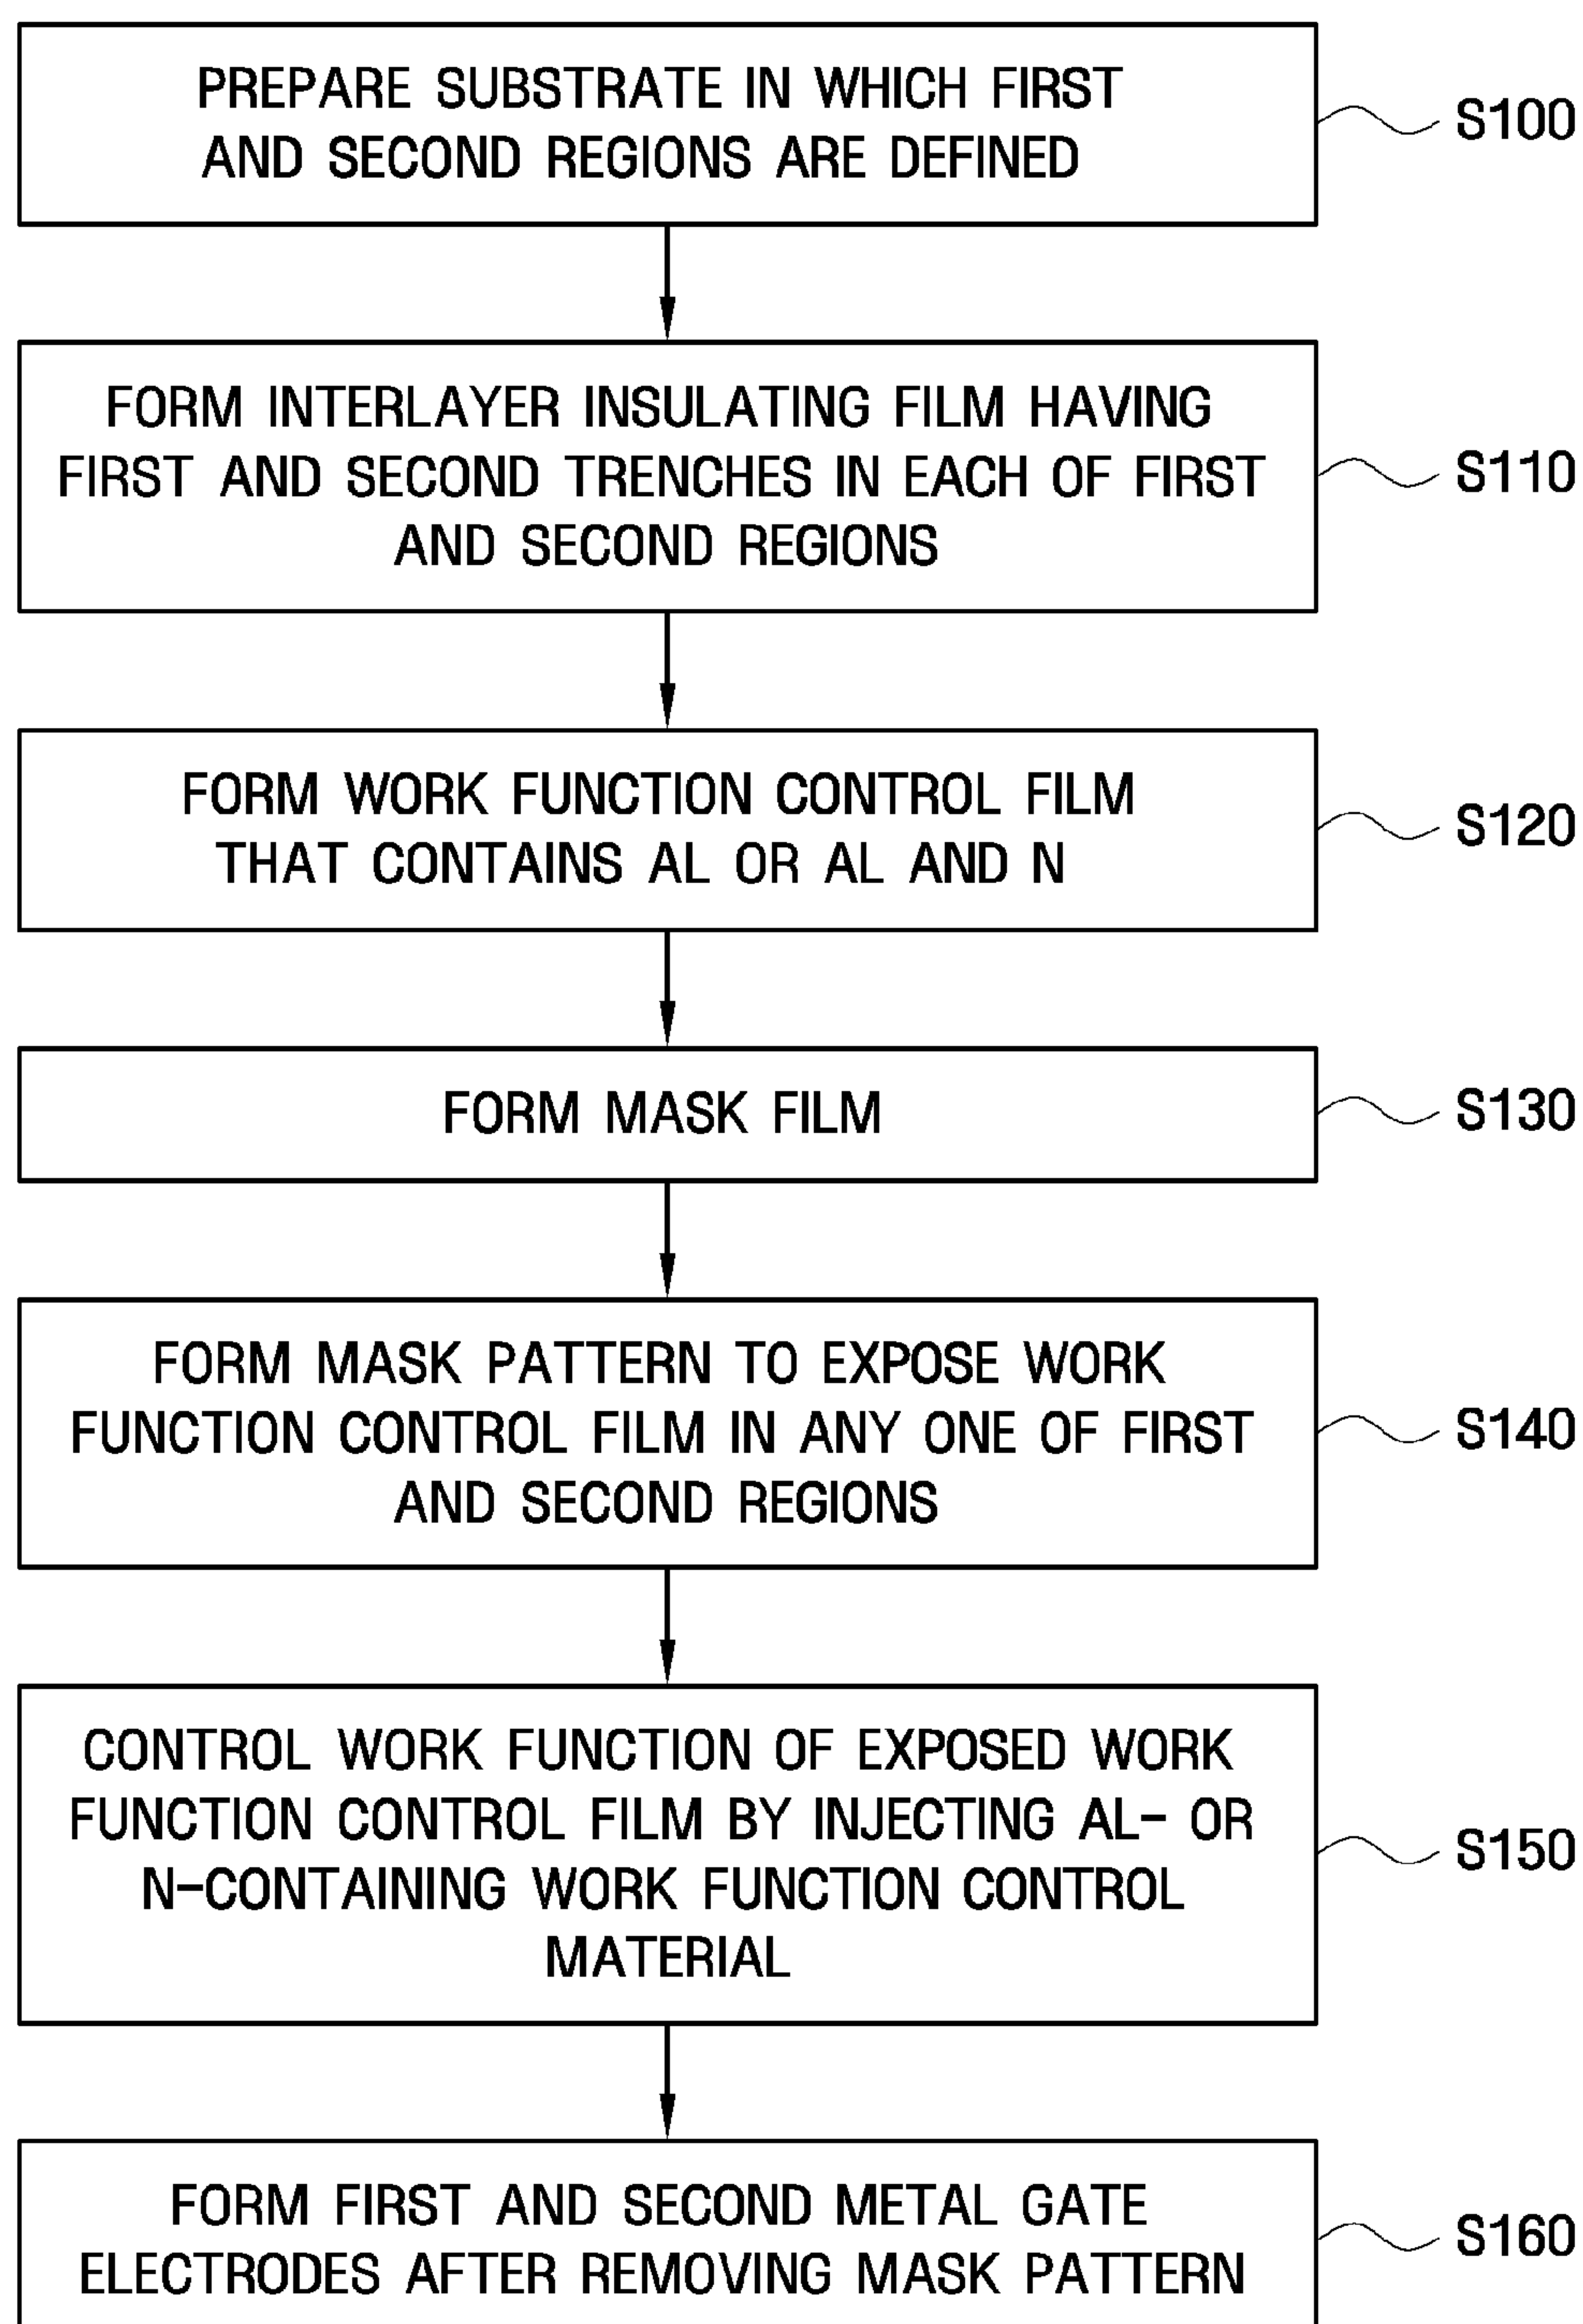 PREPARE SUBSTRATE IN WHICH FIRST
AND SECOND REGIONS ARE DEFINED
S100
FORM INTERLAYER INSULATING FILM HAVING
FIRST AND SECOND TRENCHES IN EACH OF FIRST
AND SECOND REGIONS
S110
FORM WORK FUNCTION CONTROL FILM
THAT CONTAINS AL OR AL AND N
S120
FORM MASK FILM
S130
FORM MASK PATTERN TO EXPOSE WORK
FUNCTION CONTROL FILM IN ANY ONE OF FIRST
AND SECOND REGIONS
S140
CONTROL WORK FUNCTION OF EXPOSED WORK
FUNCTION CONTROL FILM BY INJECTING AL- OR
N-CONTAINING WORK FUNCTION CONTROL
MATERIAL
S150
FORM FIRST AND SECOND METAL GATE
ELECTRODES AFTER REMOVING MASK PATTERN
S160